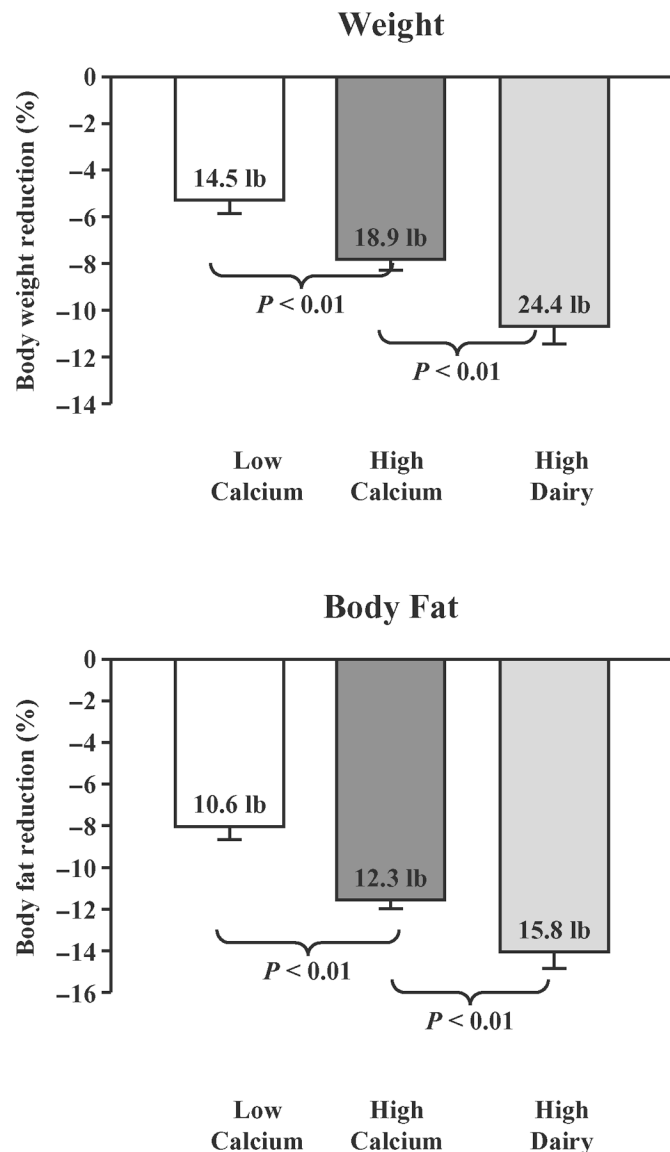 Weight
Body weight reduction (%)
0
–2
–4
–6
–8
–10
–12
–14
14.5 lb
18.9 lb
24.4 lb
P < 0.01
P < 0.01
Low
Calcium
High
Calcium
High
Dairy
Body Fat
Body fat reduction (%)
0
–2
–4
–6
–8
–10
–12
–14
–16
10.6 lb
12.3 lb
15.8 lb
P < 0.01
P < 0.01
Low
Calcium
High
Calcium
High
Dairy